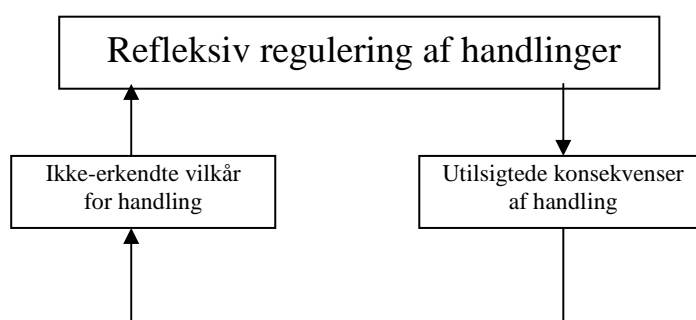 Refleksiv regulering af handlinger
Ikke-erkendte vilkår
for handling
Utilsigtede konsekvenser
af handling